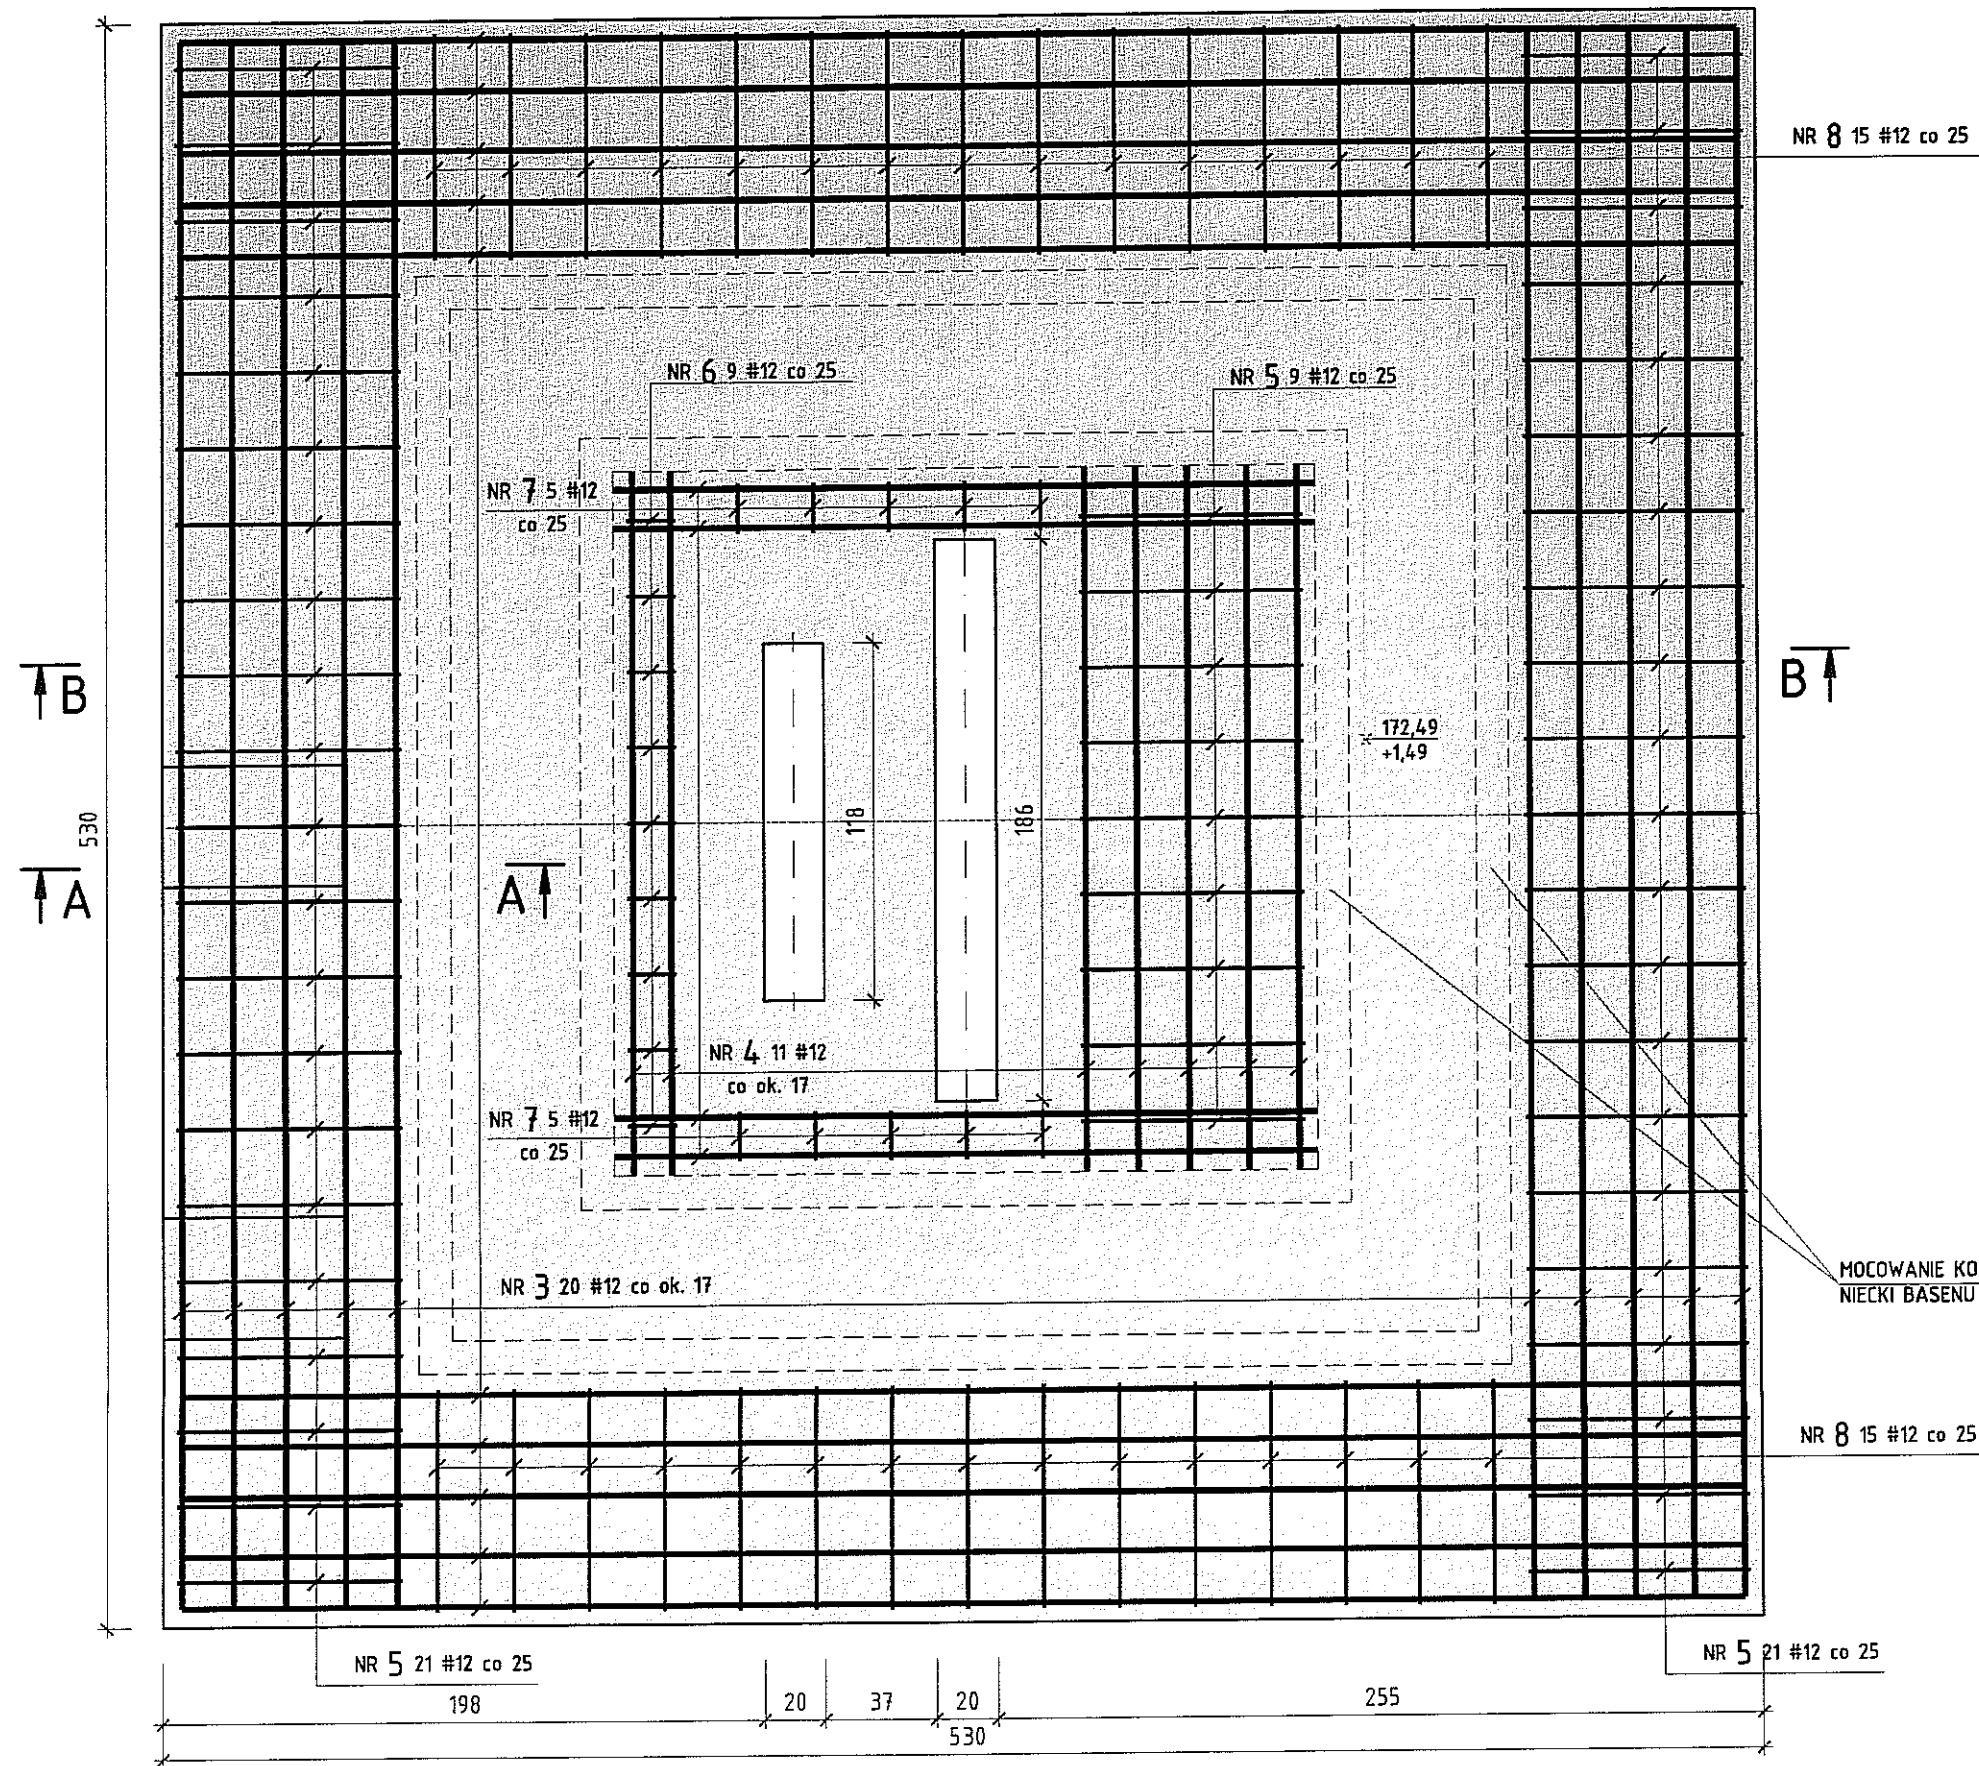 NR 8 15 #12 co 25
NR 6 9 #12 co 25
NR 5 9 #12 co 25
NR 7 5 #12
co 25
B
B
172,49
+1,49
530
118
186
A
A
NR 4 11 #12
co ok. 17
NR 7 5 #12
co 25
NR 3 20 #12 co ok. 17
MOCOWANIE KO
NIECKI BASENU
NR 8 15 #12 co 25
NR 5 21 #12 co 25
NR 5 21 #12 co 25
198
20
37
20
255
530